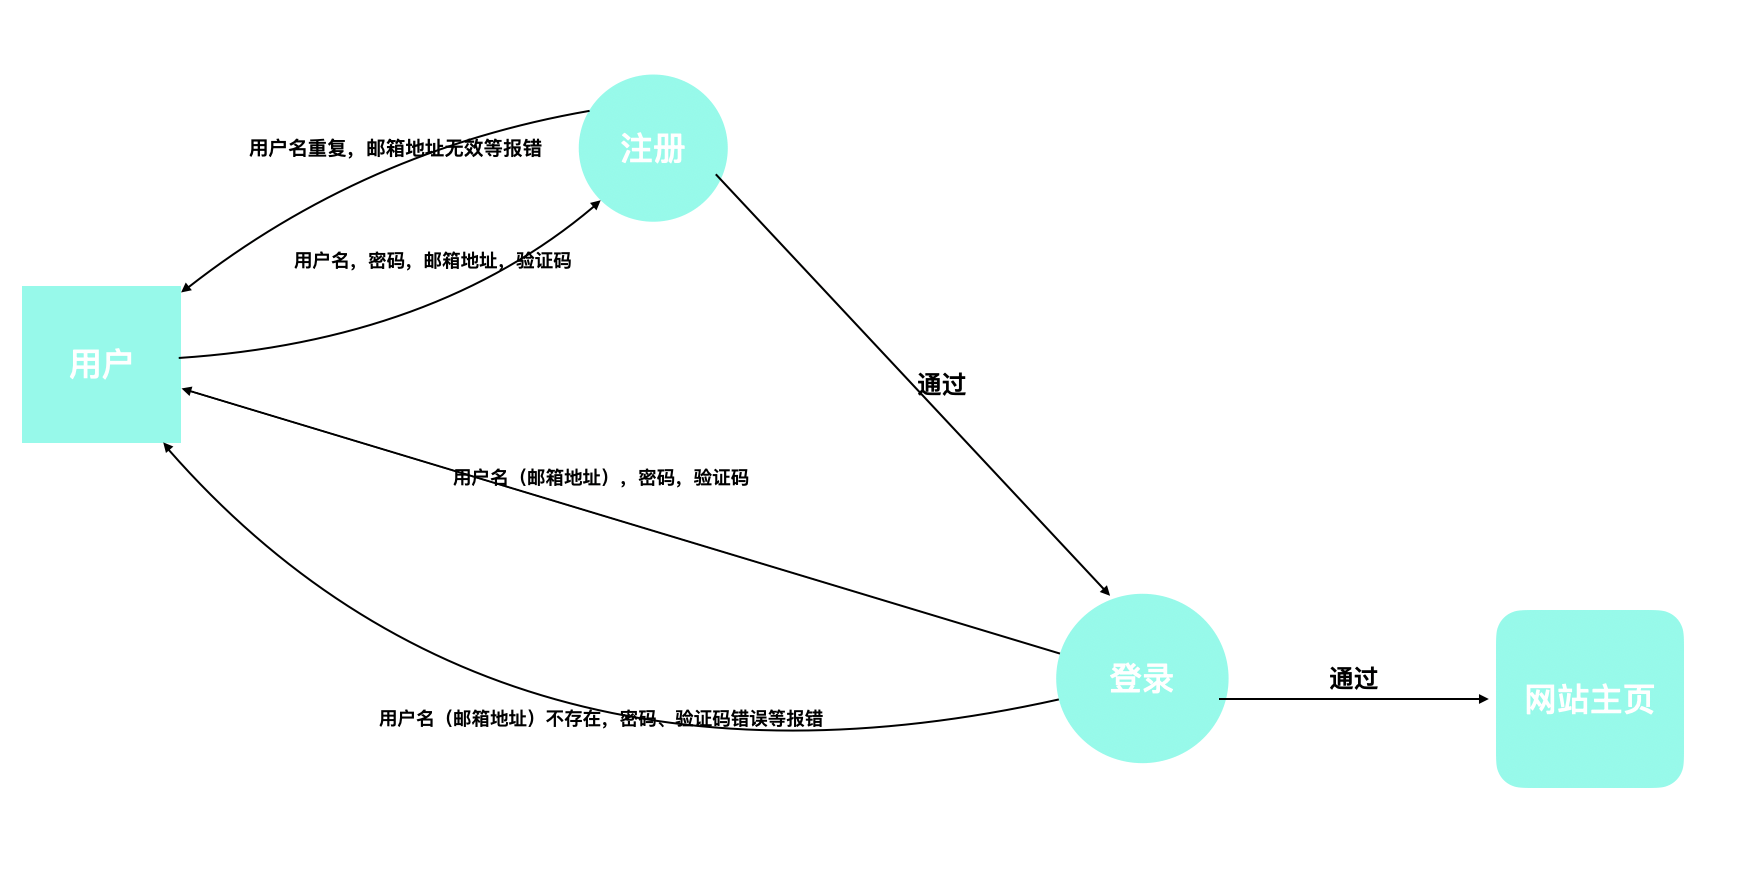 注册
用户名重复，邮箱地址无效等报错
用户名，密码，邮箱地址，验证码
用户
通过
用户名（邮箱地址），密码，验证码
登录
通过
网站主页
用户名（邮箱地址）不存在，密码、验证码错误等报错